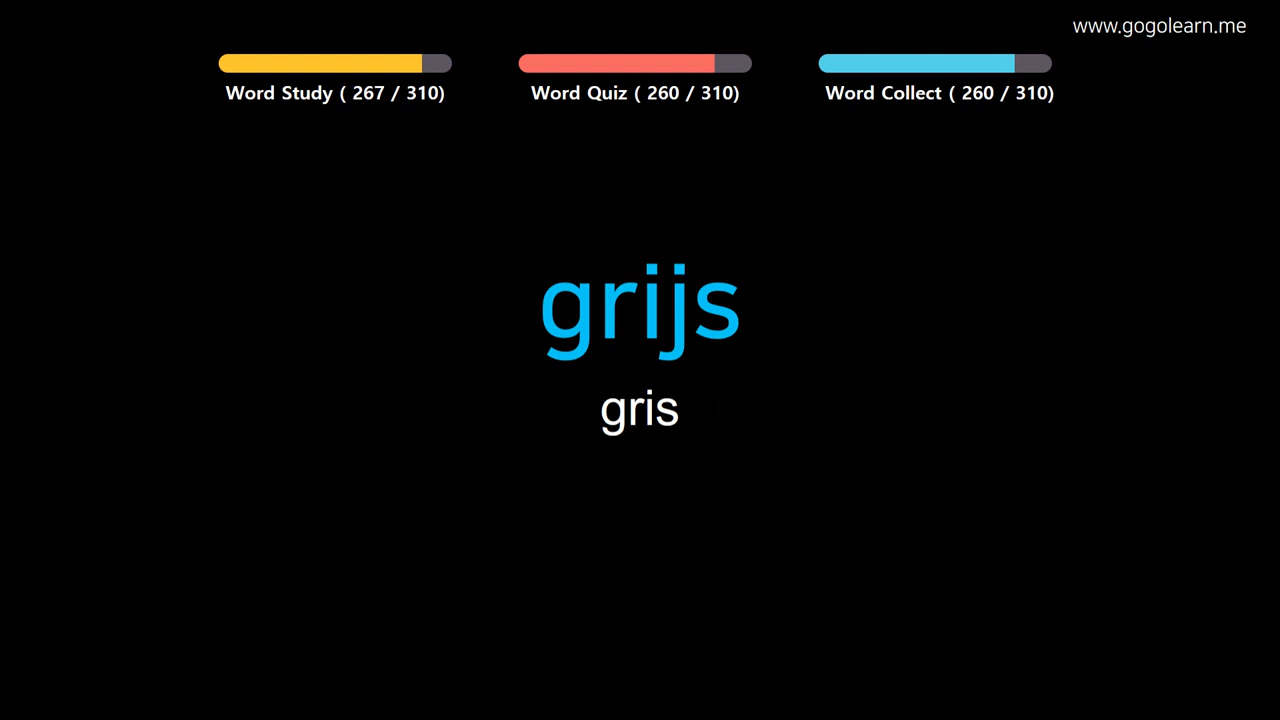 www.gogolearn.me
Word Study ( 267 / 310)
Word Quiz ( 260 / 310)
Word Collect ( 260 / 310)
grijs
gris